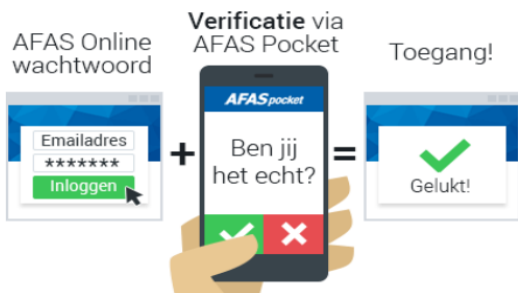 AFAS Online
wachtwoord
Emailadres
*******
Inloggen
+
Verificatie via
AFAS Pocket
AFAS pocket
Ben jij
het echt?
=
Toegang!
Gelukt!